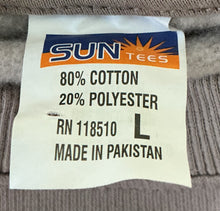 SUN TEES
80% COTTON
20% POLYESTER
RN 118510 L
MADE IN PAKISTAN